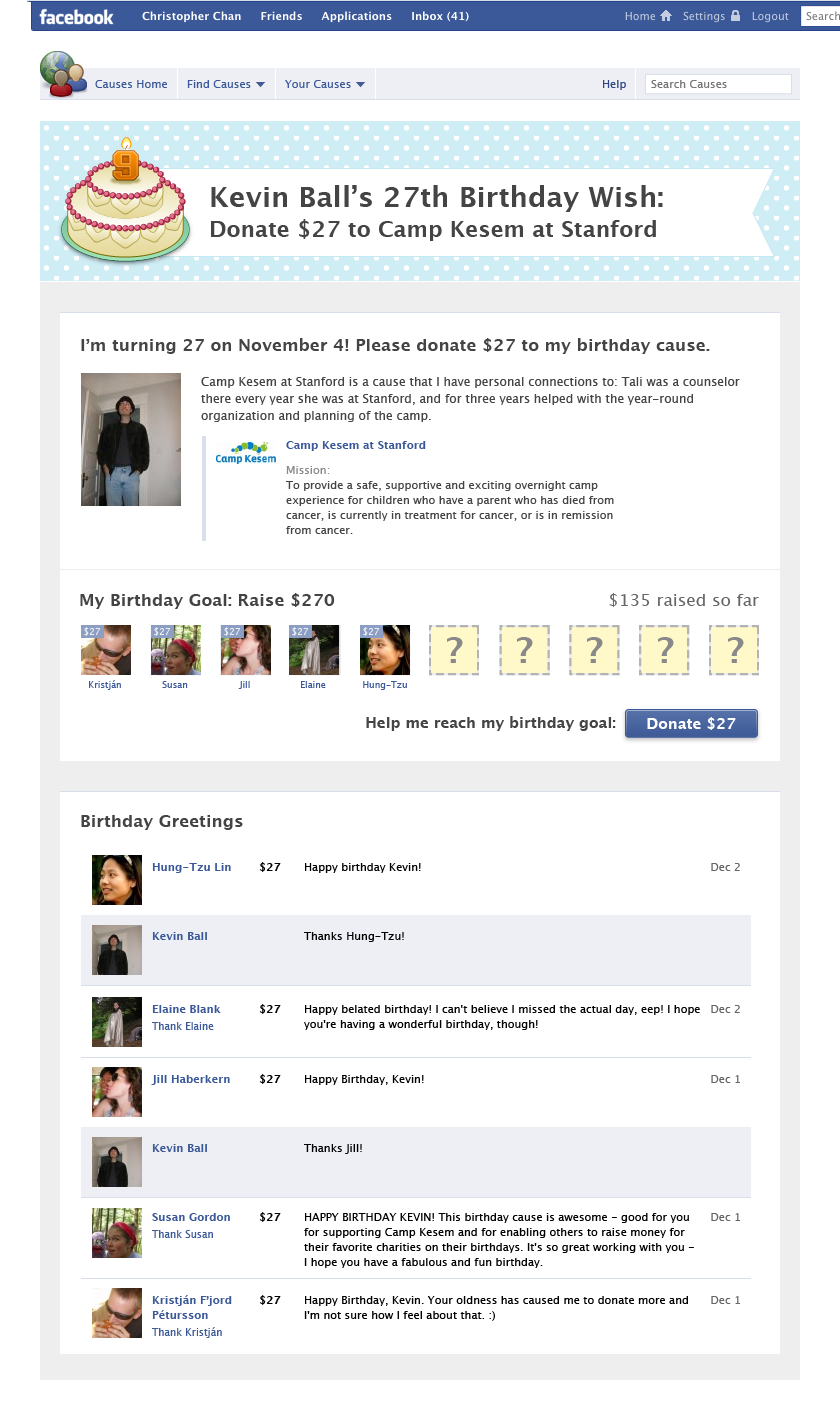 facebook Christopher Chan Friends Applications Inbox (41) Home Settings Logout Search
Causes Home Find Causes Your Causes Help Search Causes
9
Kevin Ball's 27th Birthday Wish:
Donate $27 to Camp Kesem at Stanford
I'm turning 27 on November 4! Please donate $27 to my birthday cause.
Camp Kesem at Stanford is a cause that I have personal connections to: Tali was a counselor
there every year she was at Stanford, and for three years helped with the year-round
organization and planning of the camp.
Camp Kesem
Camp Kesem at Stanford
Mission:
To provide a safe, supportive and exciting overnight camp
experience for children who have a parent who has died from
cancer, is currently in treatment for cancer, or is in remission
from cancer.
My Birthday Goal: Raise $270 $135 raised so far
$27 $27 $27 $27 $27 ? ? ? ? ?
Kristján Susan Jill Elaine Hung-Tzu
Help me reach my birthday goal: Donate $27
Birthday Greetings
Hung-Tzu Lin $27 Happy birthday Kevin! Dec 2
Kevin Ball Thanks Hung-Tzu!
Elaine Blank $27 Happy belated birthday! I can't believe I missed the actual day, eep! I hope Dec 2
Thank Elaine you're having a wonderful birthday, though!
Jill Haberkern $27 Happy Birthday, Kevin! Dec 1
Kevin Ball Thanks Jill!
Susan Gordon $27 HAPPY BIRTHDAY KEVIN! This birthday cause is awesome - good for you Dec 1
Thank Susan for supporting Camp Kesem and for enabling others to raise money for
their favorite charities on their birthdays. It's so great working with you -
I hope you have a fabulous and fun birthday.
Kristján F'jord $27 Happy Birthday, Kevin. Your oldness has caused me to donate more and Dec 1
Pétursson I'm not sure how I feel about that. :)
Thank Kristján